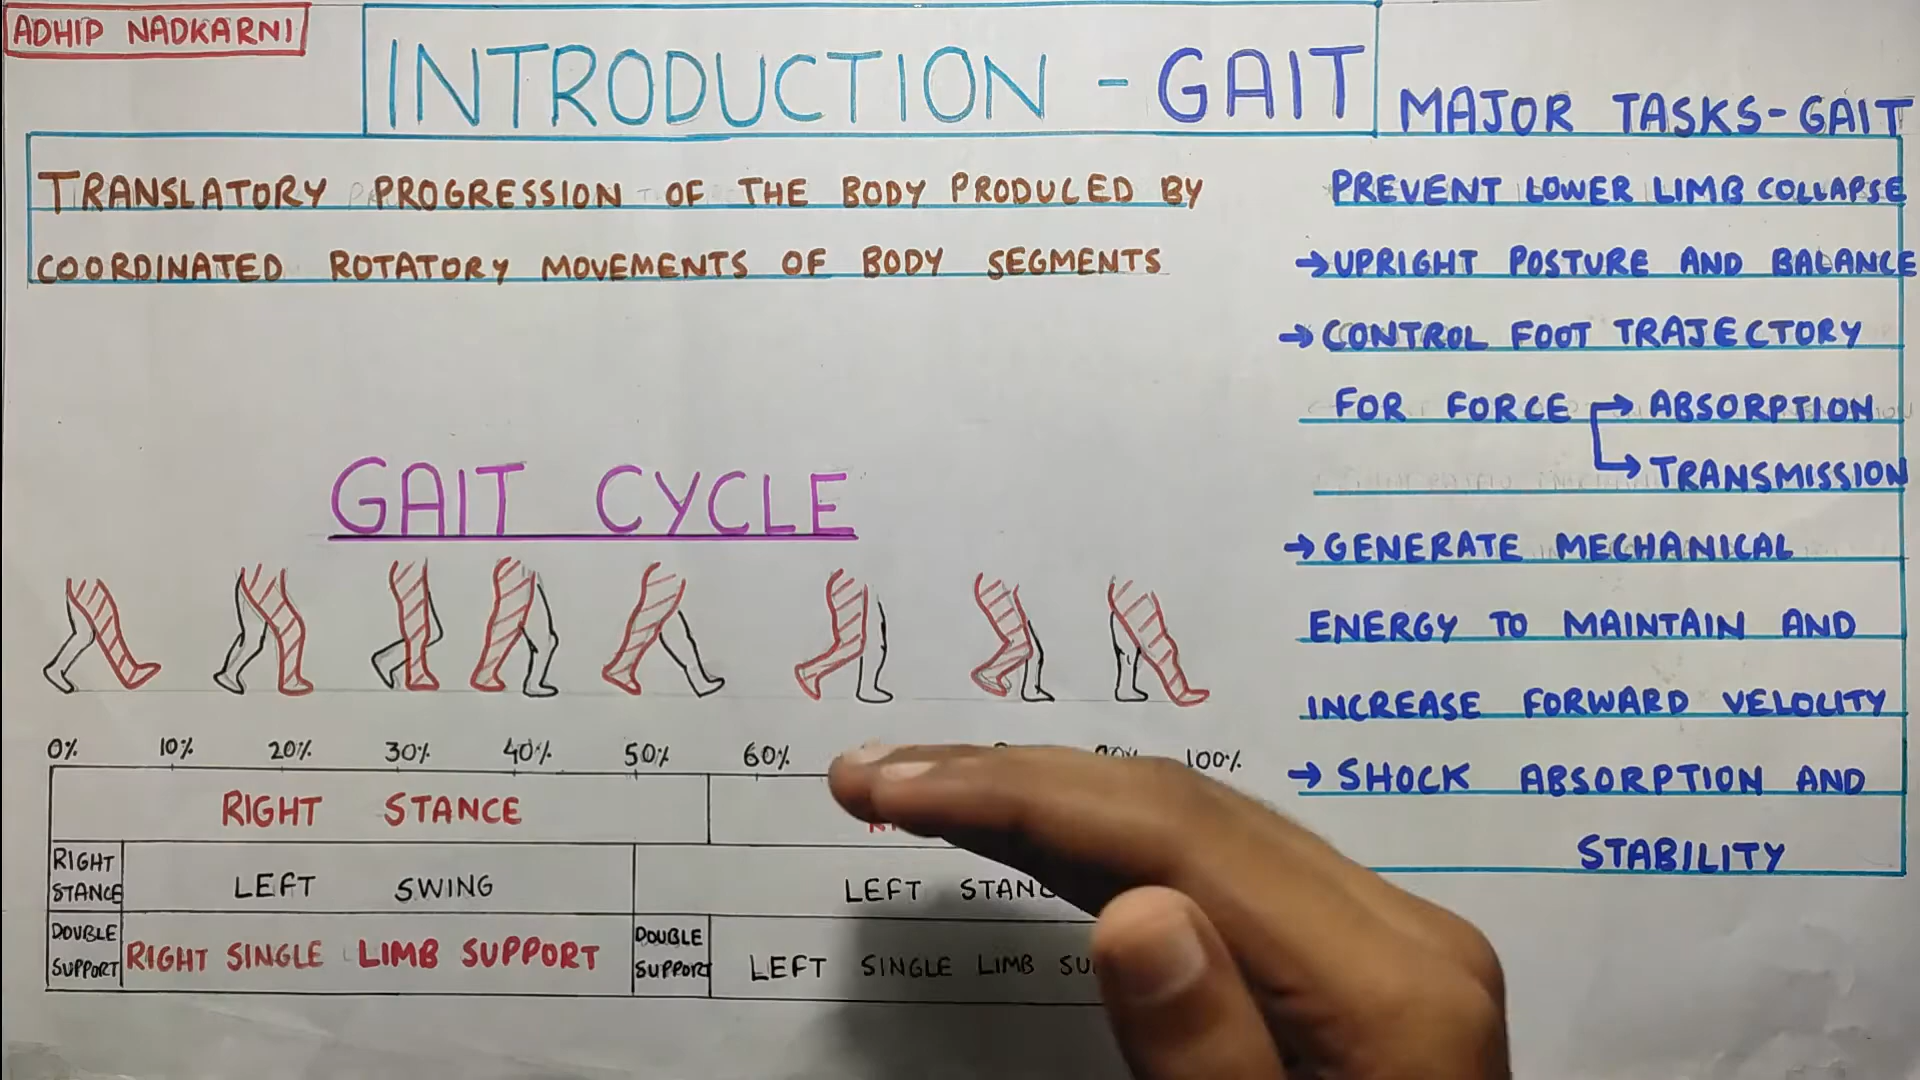 ADHIP NADKARNI
INTRODUCTION - GAIT
TRANSLATORY PROGRESSION OF THE BODY PRODUCED BY
COORDINATED ROTATORY MOVEMENTS OF BODY SEGMENTS
MAJOR TASKS-GAIT
PREVENT LOWER LIMB COLLAPSE
→UPRIGHT POSTURE AND BALANCE
→CONTROL FOOT TRAJECTORY
FOR FORCE → ABSORPTION
→ TRANSMISSION
→GENERATE MECHANICAL
ENERGY TO MAINTAIN AND
INCREASE FORWARD VELOCITY
→ SHOCK ABSORPTION AND
STABILITY
GAIT CYCLE
0% 10% 20% 30% 40% 50% 60% 100%
RIGHT STANCE
RIGHT
STANCE
LEFT SWING
LEFT
DOUBLE
SUPPORT
RIGHT SINGLE LIMB SUPPORT
DOUBLE
SUPPORT
LEFT SINGLE LIMB